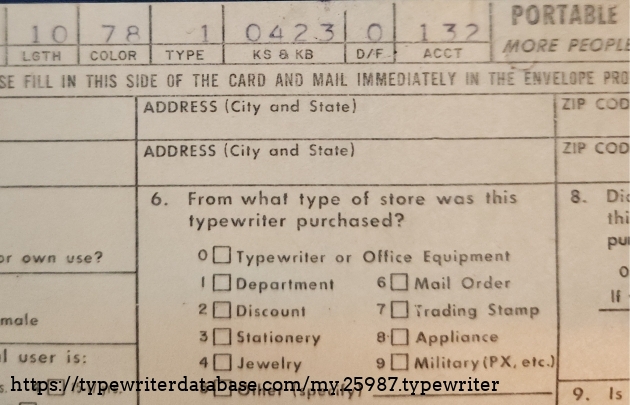 10 78 1 0423 0 132 PORTABLE
LGTH COLOR TYPE KS & KB D/F ACCT MORE PEOPLE
SE FILL IN THIS SIDE OF THE CARD AND MAIL IMMEDIATELY IN THE ENVELOPE PRO
ADDRESS (City and State) ZIP COD
ADDRESS (City and State) ZIP COD
6. From what type of store was this 8. Di
typewriter purchased? thi
pu
or own use? 0 Typewriter or Office Equipment
1 Department 6 Mail Order o
2 Discount 7 Trading Stamp If
male 3 Stationery 8 Appliance
l user is: 4 Jewelry 9 Military (PX, etc.)
5 Other (specify) 9. Is
https://typewriterdatabase.com/my.25987.typewriter